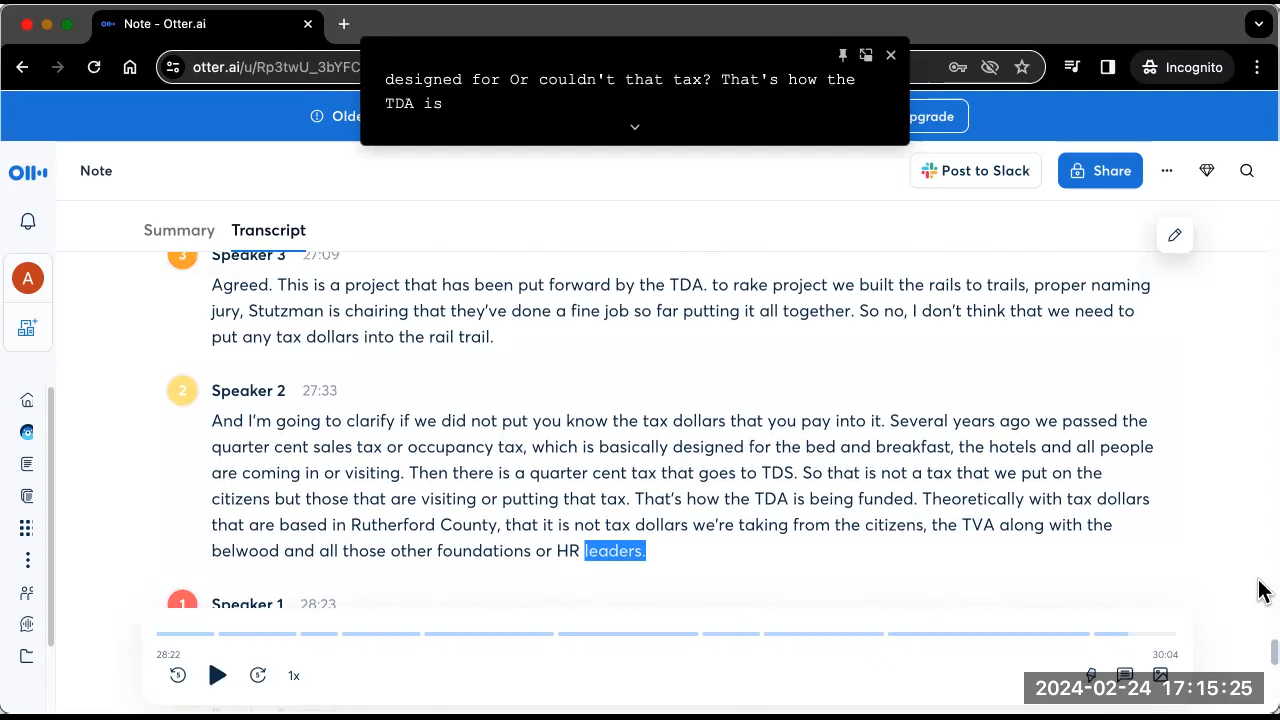 Note - Otter.ai
otter.ai/u/Rp3twU_3bYFC
Incognito
designed for Or couldn't that tax? That's how the
TDA is
Olde
pgrade
Note
Post to Slack
Share
Summary
Transcript
A
3
Speaker 3 27:09
Agreed. This is a project that has been put forward by the TDA. to rake project we built the rails to trails, proper naming
jury, Stutzman is chairing that they've done a fine job so far putting it all together. So no, I don't think that we need to
put any tax dollars into the rail trail.
2
Speaker 2 27:33
And I'm going to clarify if we did not put you know the tax dollars that you pay into it. Several years ago we passed the
quarter cent sales tax or occupancy tax, which is basically designed for the bed and breakfast, the hotels and all people
are coming in or visiting. Then there is a quarter cent tax that goes to TDS. So that is not a tax that we put on the
citizens but those that are visiting or putting that tax. That's how the TDA is being funded. Theoretically with tax dollars
that are based in Rutherford County, that it is not tax dollars we're taking from the citizens, the TVA along with the
belwood and all those other foundations or HR leaders.
1
Speaker 1 28:23
28:22
30:04
5
5
1x
2024-02-24 17:15:25